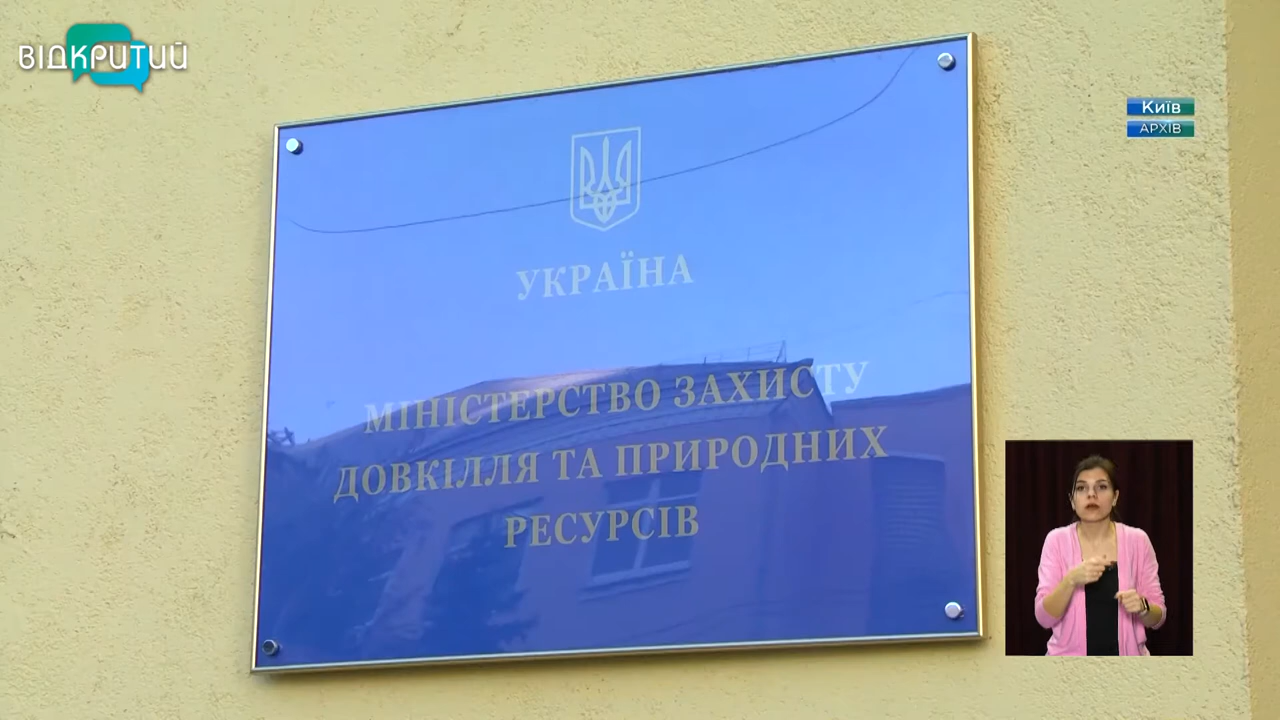 ВІДКРИТИЙ
Київ
АРХІВ
УКРАЇНА
МІНІСТЕРСТВО ЗАХИСТУ
ДОВКІЛЛЯ ТА ПРИРОДНИХ
РЕСУРСІВ